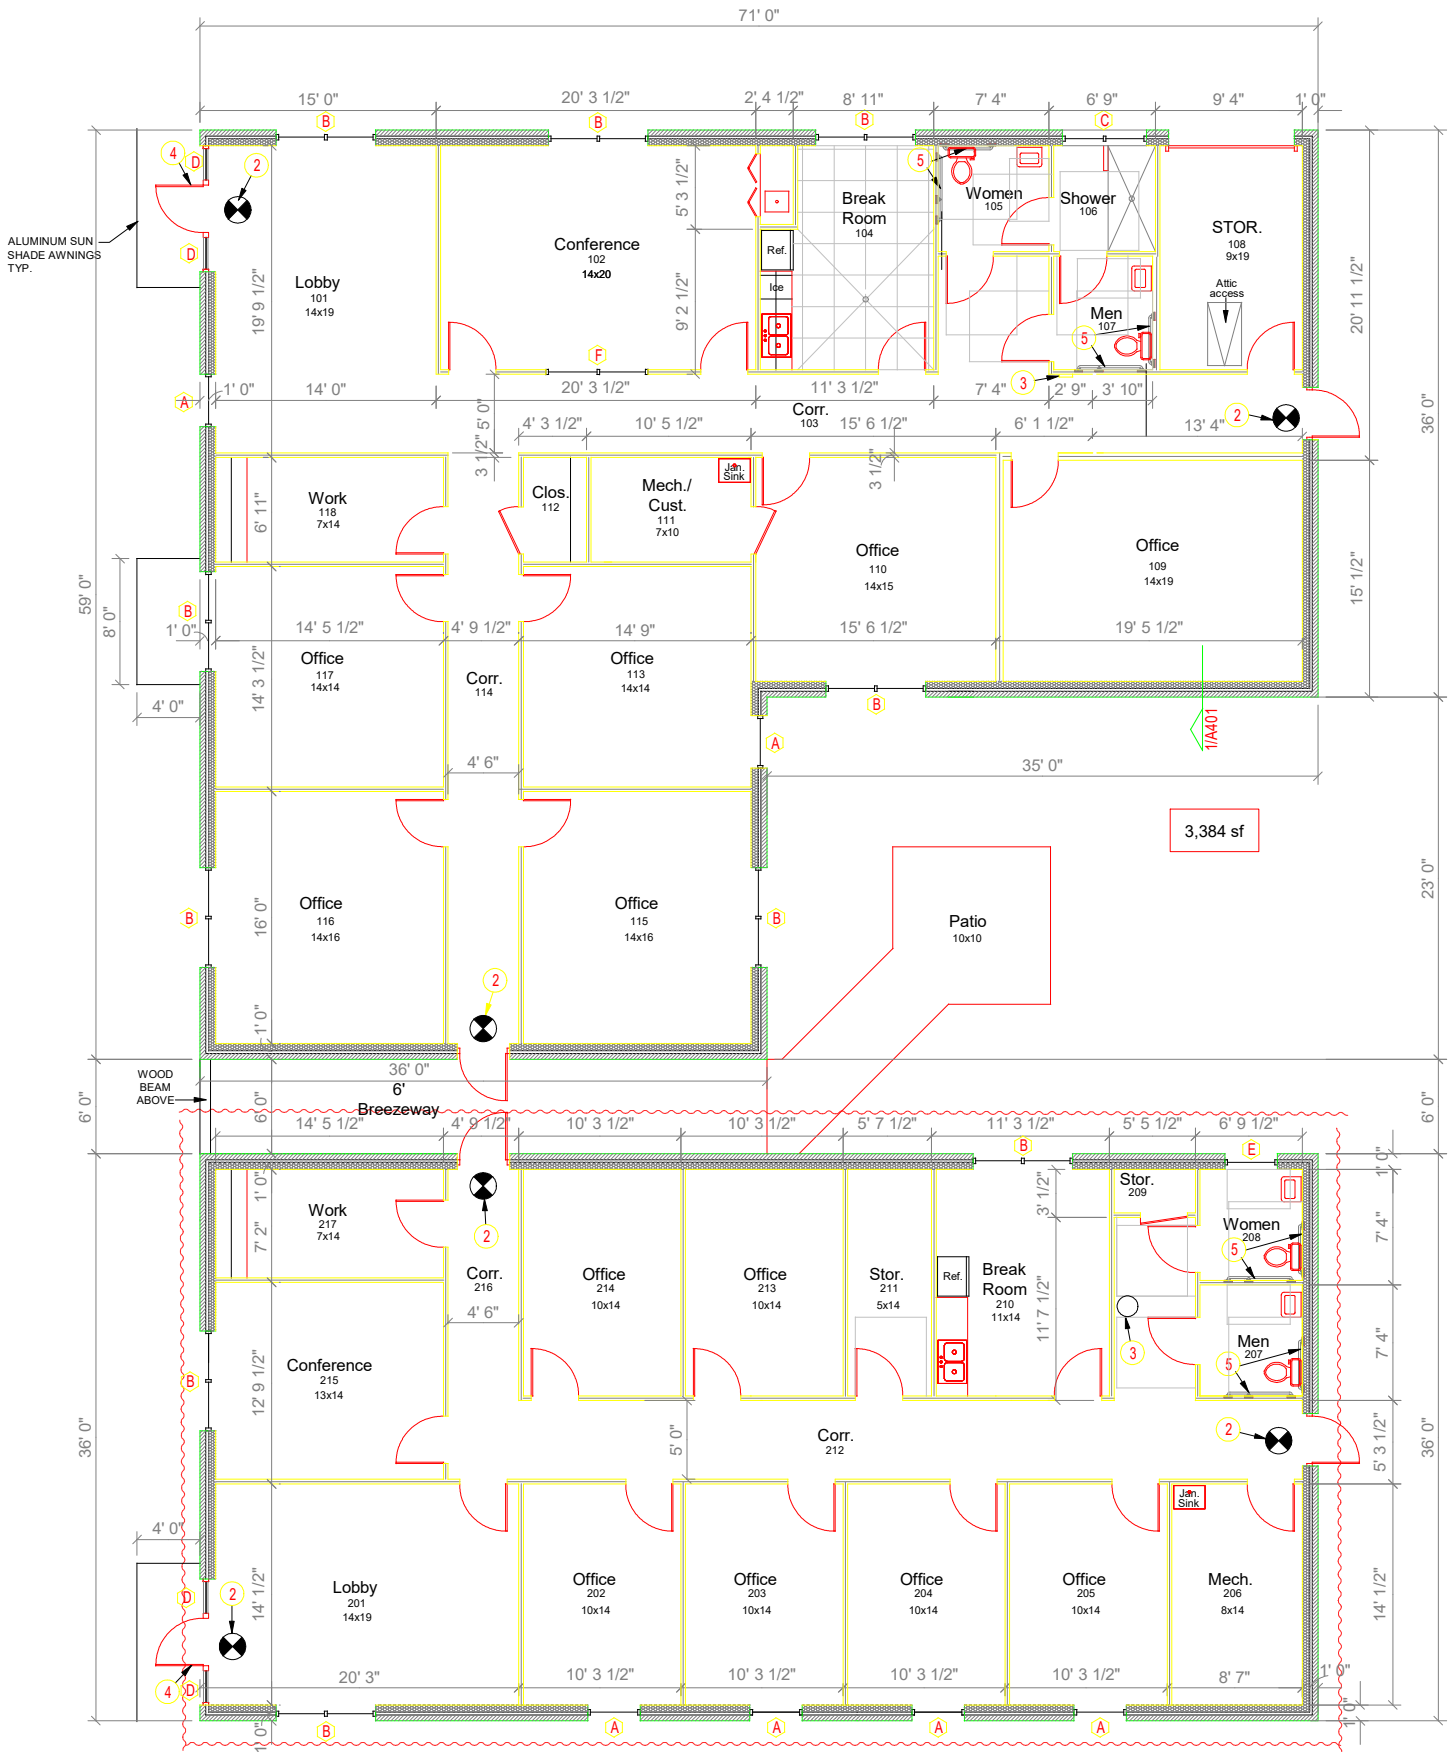 71' 0"
15' 0"
20' 3 1/2"
2' 4 1/2"
8' 11"
7' 4"
6' 9"
9' 4"
1' 0"
B
B
B
C
4
D
2
5
ALUMINUM SUN
SHADE AWNINGS
TYP.
D
Lobby
101
14x19
19' 9 1/2"
Conference
102
14x20
5' 3 1/2"
9' 2 1/2"
Ref.
Ice
Break
Room
104
Women
105
Shower
106
Men
107
5
STOR.
108
9x19
Attic
access
20' 11 1/2"
36' 0"
F
3
A
1' 0"
14' 0"
20' 3 1/2"
11' 3 1/2"
7' 4"
2' 9"
3' 10"
2
5' 0"
Corr.
103
3 1/2"
4' 3 1/2"
10' 5 1/2"
15' 6 1/2"
6' 1 1/2"
13' 4"
3 1/2"
Work
118
7x14
6' 11"
Clos.
112
Mech./
Cust.
111
7x10
Jan.
Sink
Office
110
14x15
Office
109
14x19
15' 1/2"
59' 0"
8' 0"
B
1' 0"
14' 5 1/2"
4' 9 1/2"
14' 9"
15' 6 1/2"
19' 5 1/2"
Office
117
14x14
14' 3 1/2"
Corr.
114
Office
113
14x14
4' 0"
B
A
1/A401
4' 6"
35' 0"
3,384 sf
23' 0"
B
Office
116
14x16
16' 0"
Office
115
14x16
B
Patio
10x10
2
1' 0"
WOOD
BEAM
ABOVE
36' 0"
6'
Breezeway
6' 0"
6' 0"
6' 0"
14' 5 1/2"
4' 9 1/2"
10' 3 1/2"
10' 3 1/2"
5' 7 1/2"
11' 3 1/2"
5' 5 1/2"
6' 9 1/2"
B
E
1' 0"
1' 0"
Work
217
7x14
7' 2"
2
Corr.
216
4' 6"
Office
214
10x14
Office
213
10x14
Stor.
211
5x14
Ref.
Break
Room
210
11x14
3' 1/2"
11' 7 1/2"
Stor.
209
Women
208
5
7' 4"
Men
207
5
7' 4"
3
B
Conference
215
13x14
12' 9 1/2"
36' 0"
36' 0"
5' 0"
Corr.
212
2
5' 3 1/2"
Jan.
Sink
4' 0"
D
2
Lobby
201
14x19
14' 1/2"
Office
202
10x14
Office
203
10x14
Office
204
10x14
Office
205
10x14
Mech.
206
8x14
14' 1/2"
4
D
20' 3"
10' 3 1/2"
10' 3 1/2"
10' 3 1/2"
10' 3 1/2"
8' 7"
1' 0"
1' 0"
1' 0"
B
A
A
A
A